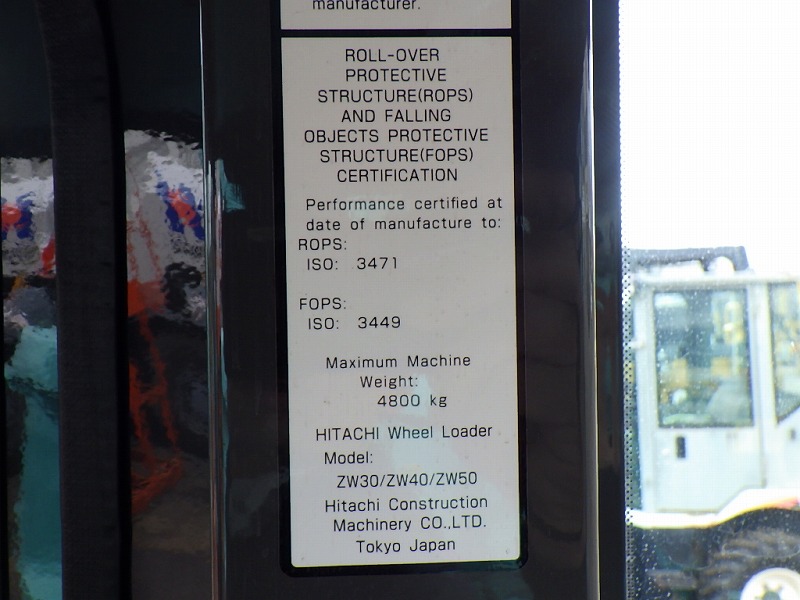 manufacturer.
ROLL-OVER
PROTECTIVE
STRUCTURE(ROPS)
AND FALLING
OBJECTS PROTECTIVE
STRUCTURE(FOPS)
CERTIFICATION
Performance certified at
date of manufacture to:
ROPS:
ISO: 3471
FOPS:
ISO: 3449
Maximum Machine
Weight:
4800 kg
HITACHI Wheel Loader
Model:
ZW30/ZW40/ZW50
Hitachi Construction
Machinery CO.,LTD.
Tokyo Japan